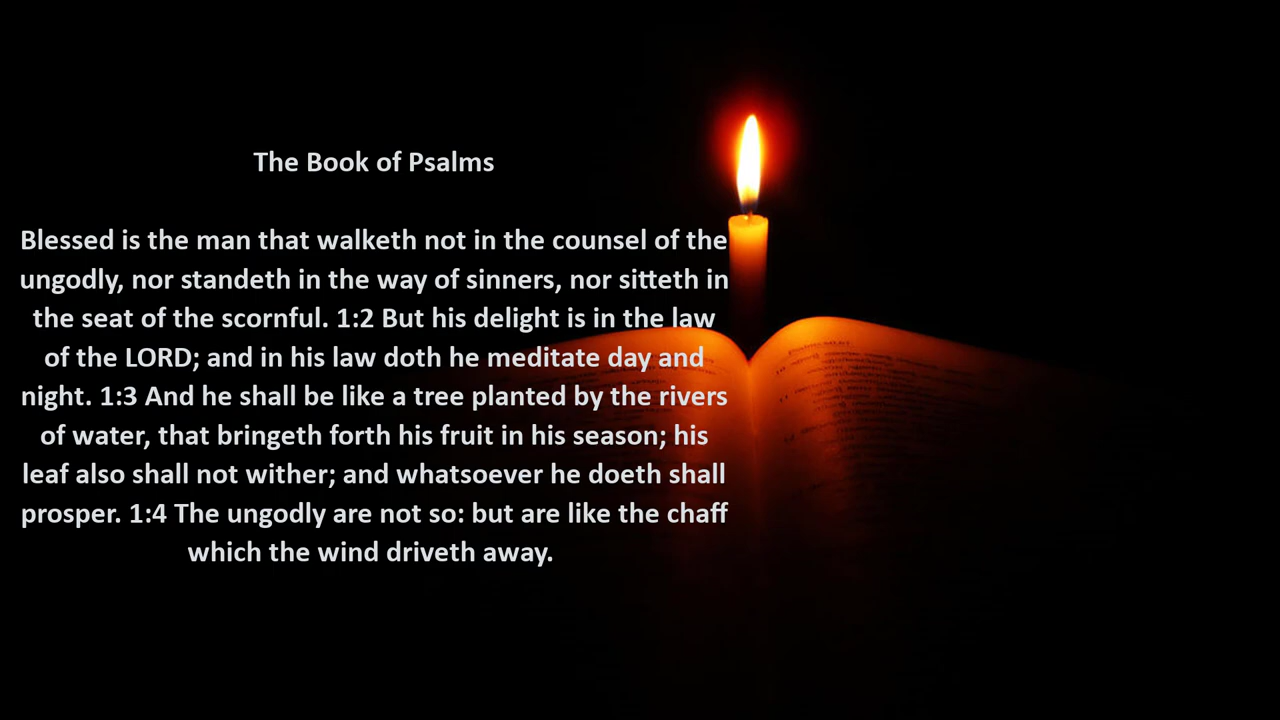 The Book of Psalms
Blessed is the man that walketh not in the counsel of the
ungodly, nor standeth in the way of sinners, nor sitteth in
the seat of the scornful. 1:2 But his delight is in the law
of the LORD; and in his law doth he meditate day and
night. 1:3 And he shall be like a tree planted by the rivers
of water, that bringeth forth his fruit in his season; his
leaf also shall not wither; and whatsoever he doeth shall
prosper. 1:4 The ungodly are not so: but are like the chaff
which the wind driveth away.